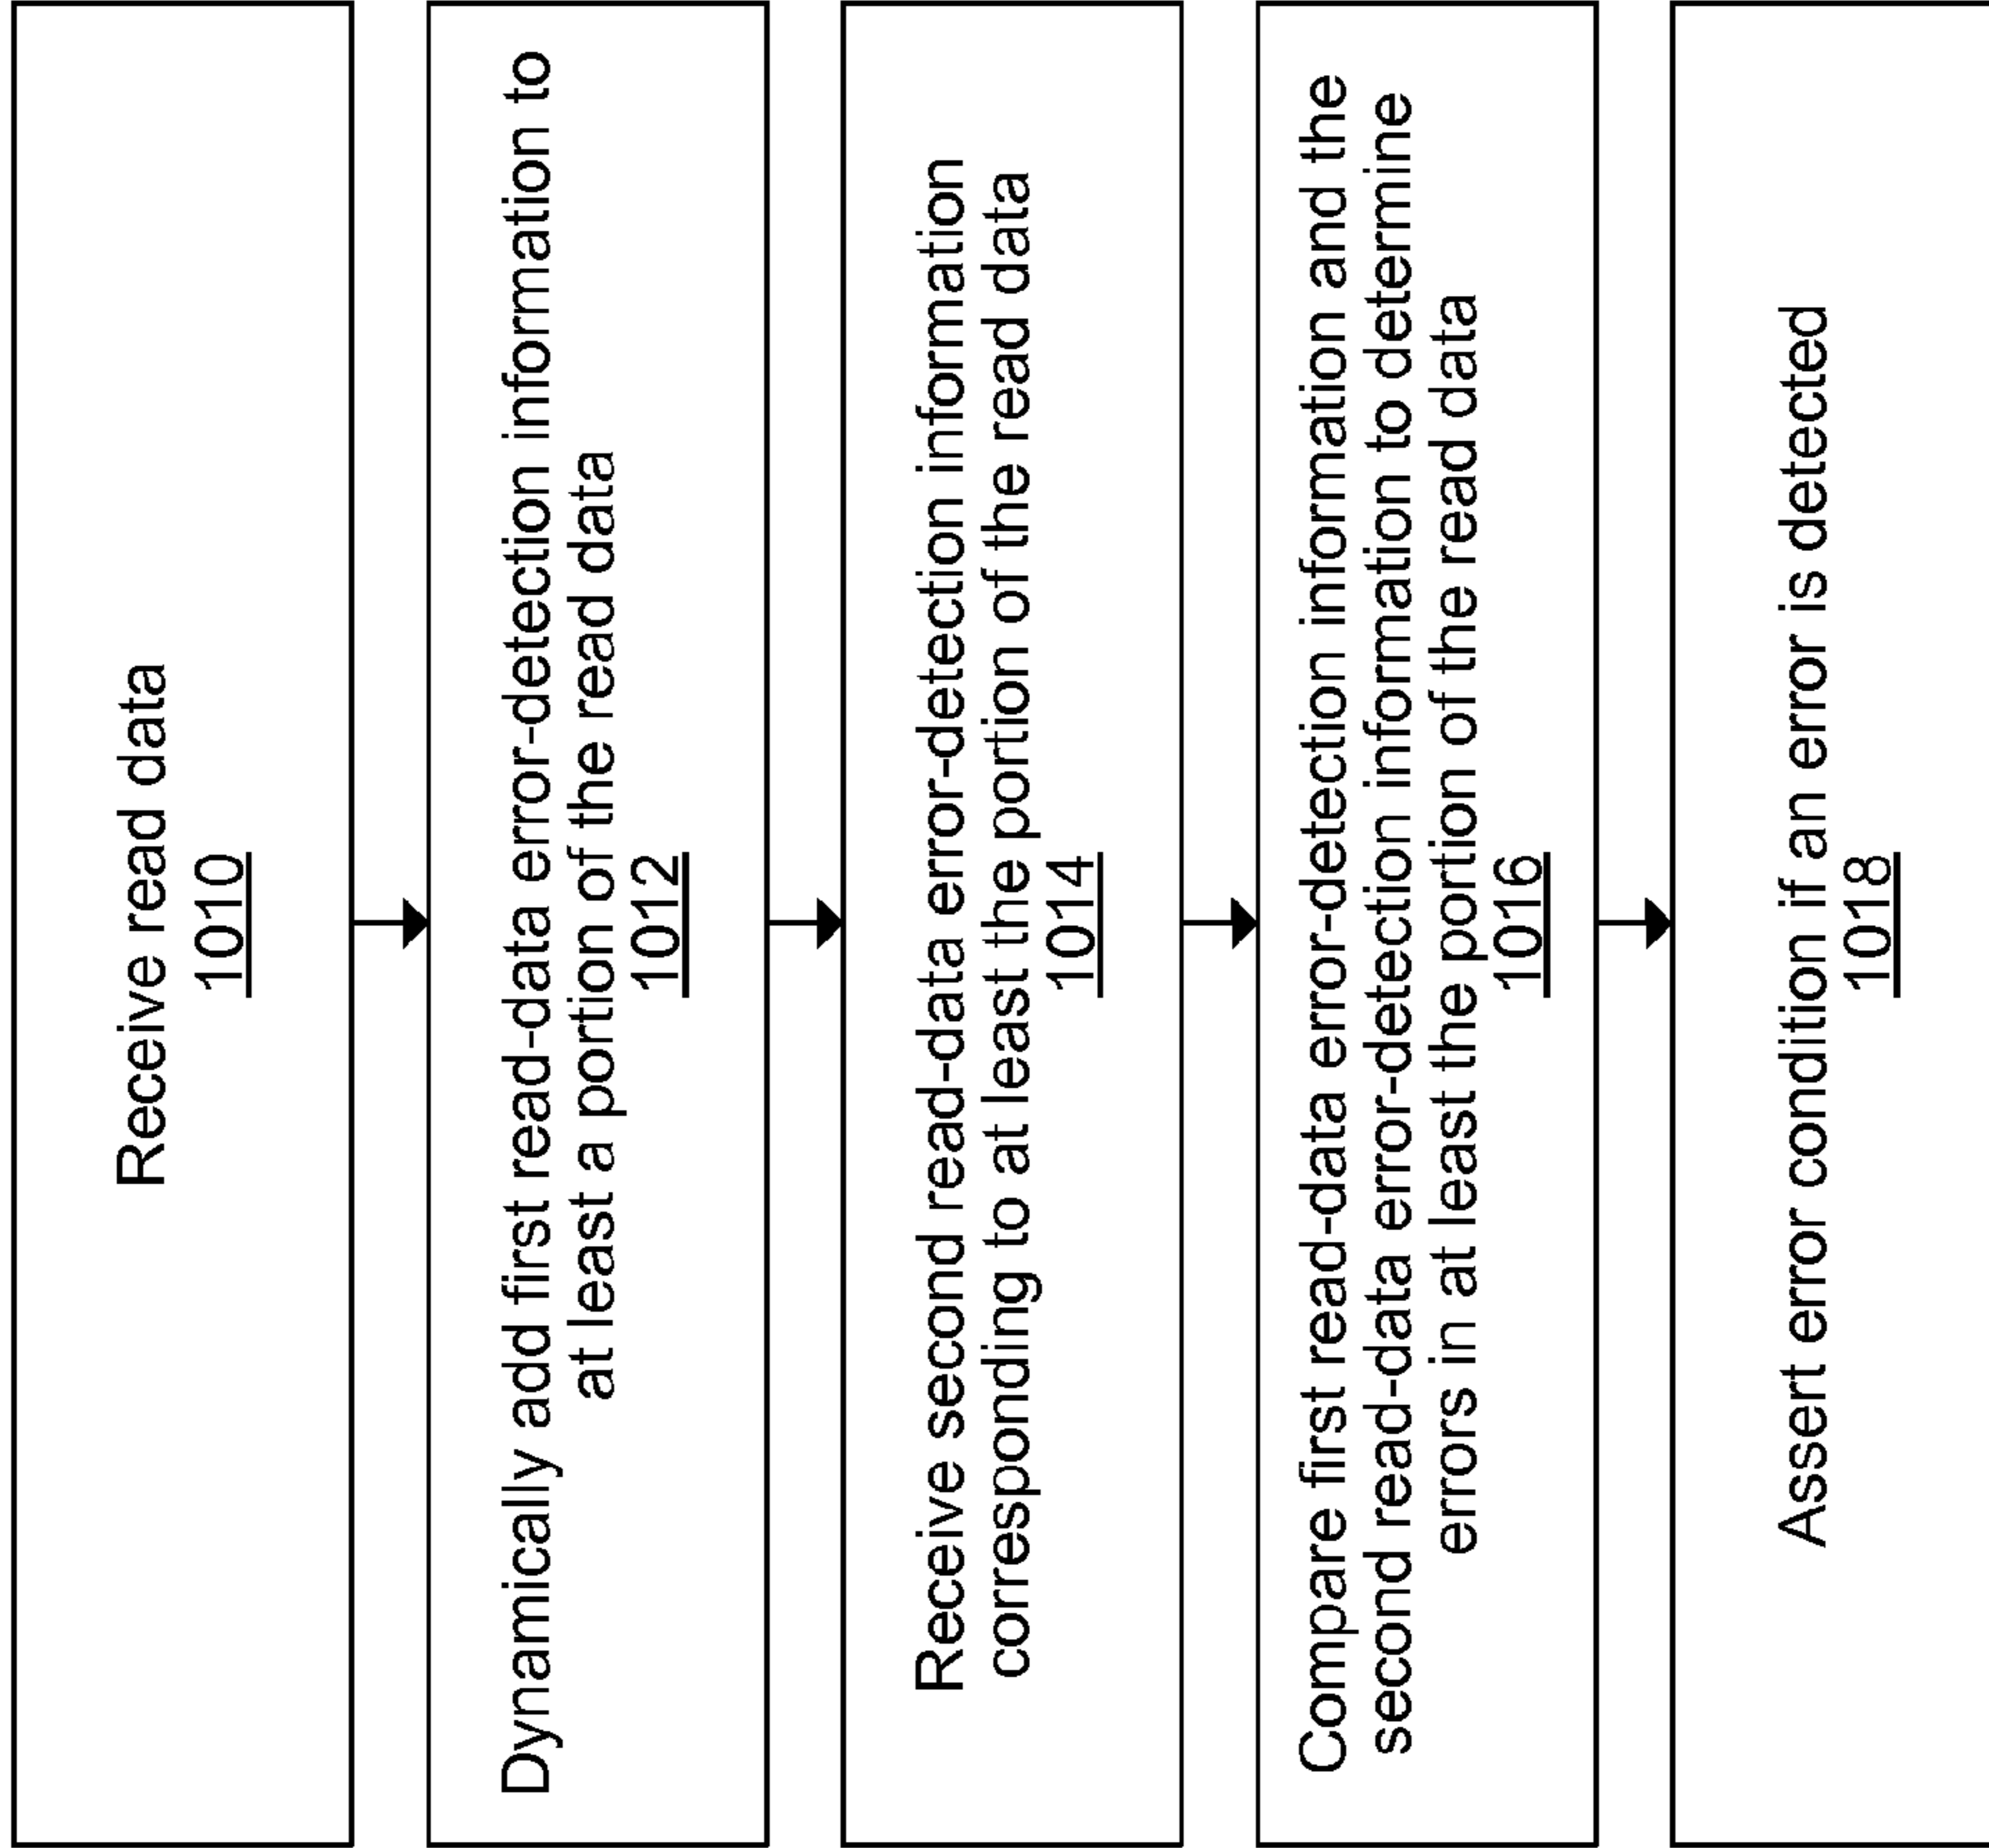 Receive read data
1010
Dynamically add first read-data error-detection information to
at least a portion of the read data
1012
Receive second read-data error-detection information
corresponding to at least the portion of the read data
1014
Compare first read-data error-detection information and the
second read-data error-detection information to determine
errors in at least the portion of the read data
1016
Assert error condition if an error is detected
1018